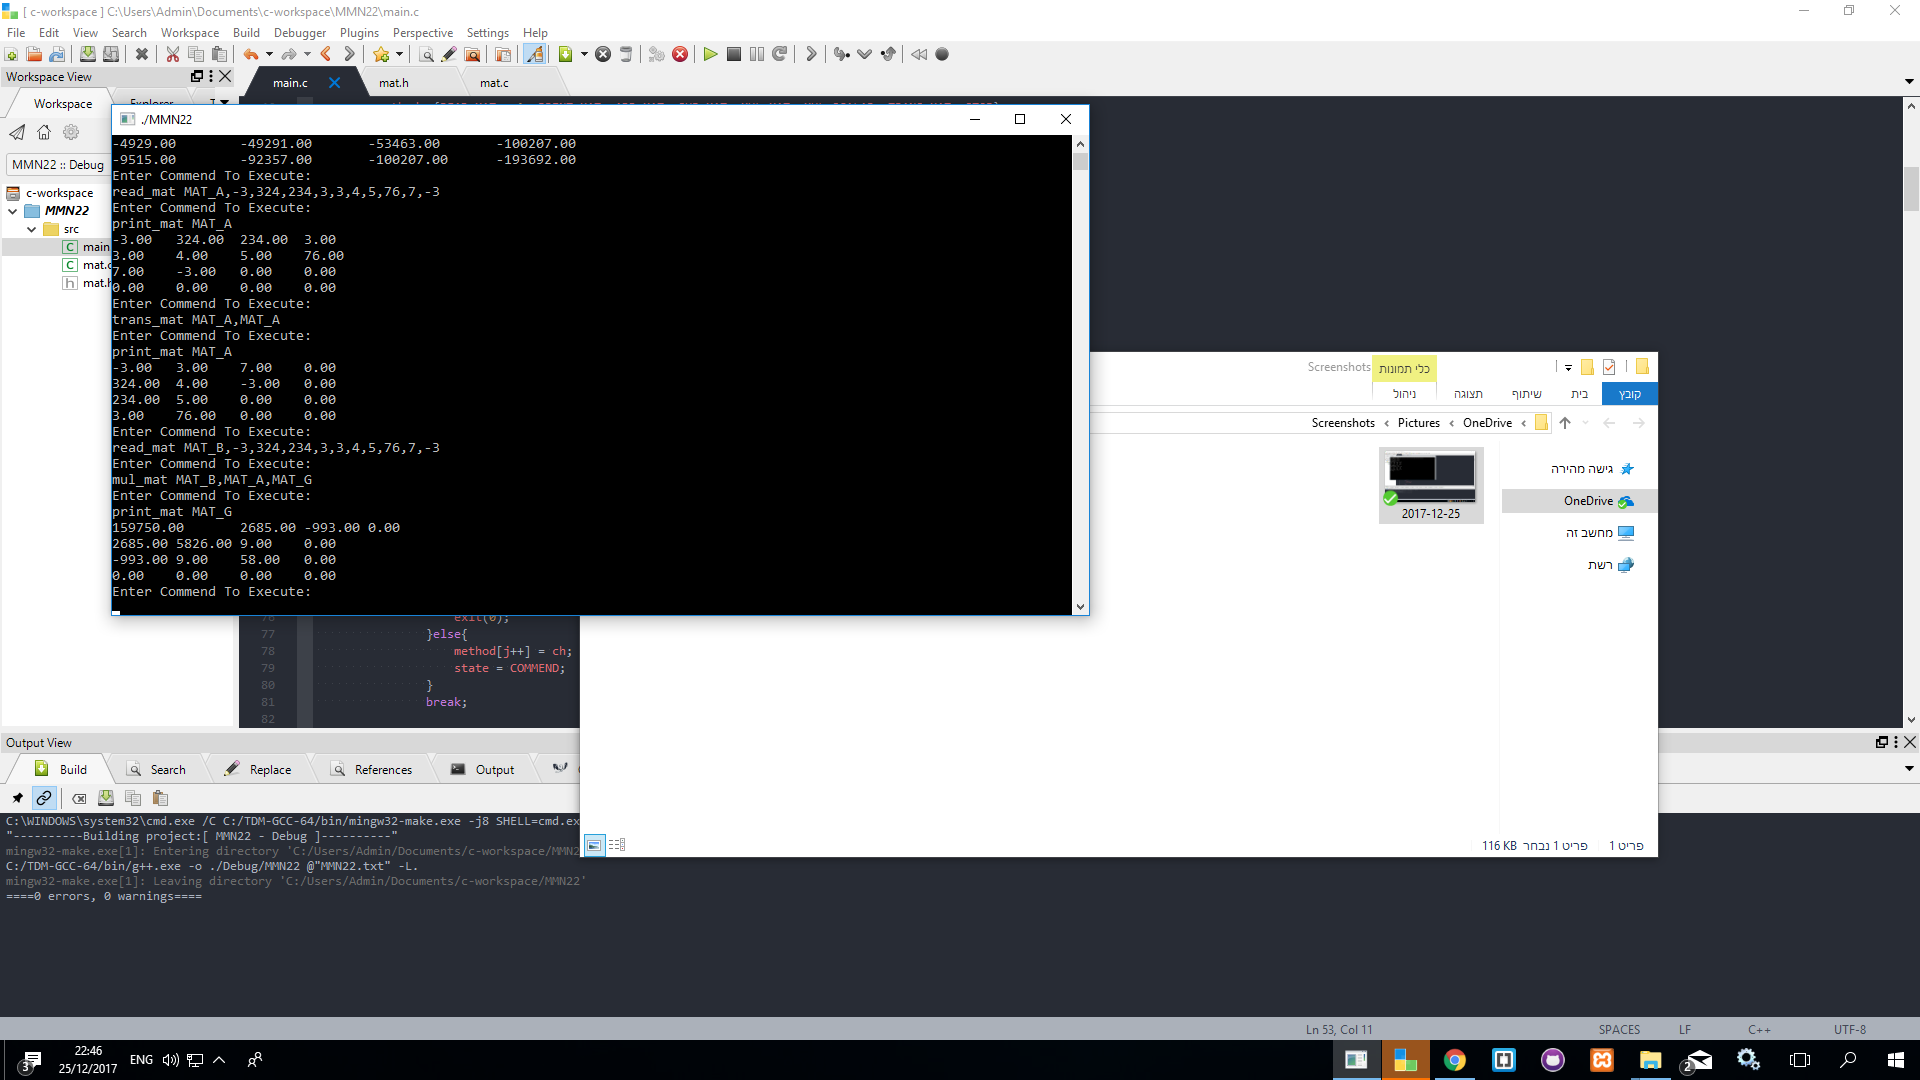 [ c-workspace ] C:\Users\Admin\Documents\c-workspace\MMN22\main.c
File Edit View Search Workspace Build Debugger Plugins Perspective Settings Help
Workspace View
main.c mat.h mat.c
Workspace Explorer
MMN22 :: Debug
c-workspace
MMN22
src
main
mat.c
mat.h
./MMN22
-4929.00 -49291.00 -53463.00 -100207.00
-9515.00 -92357.00 -100207.00 -193692.00
Enter Commend To Execute:
read_mat MAT_A,-3,324,234,3,3,4,5,76,7,-3
Enter Commend To Execute:
print_mat MAT_A
-3.00 324.00 234.00 3.00
3.00 4.00 5.00 76.00
7.00 -3.00 0.00 0.00
0.00 0.00 0.00 0.00
Enter Commend To Execute:
trans_mat MAT_A,MAT_A
Enter Commend To Execute:
print_mat MAT_A
-3.00 3.00 7.00 0.00
324.00 4.00 -3.00 0.00
234.00 5.00 0.00 0.00
3.00 76.00 0.00 0.00
Enter Commend To Execute:
read_mat MAT_B,-3,324,234,3,3,4,5,76,7,-3
Enter Commend To Execute:
mul_mat MAT_B,MAT_A,MAT_G
Enter Commend To Execute:
print_mat MAT_G
159750.00 2685.00 -993.00 0.00
2685.00 5826.00 9.00 0.00
-993.00 9.00 58.00 0.00
0.00 0.00 0.00 0.00
Enter Commend To Execute:
76 exit(0);
77 }else{
78 method[j++] = ch;
79 state = COMMEND;
80 }
81 break;
82
Screenshots
כלי תמונות
קובץ בית שיתוף תצוגה ניהול
Screenshots ‹ Pictures ‹ OneDrive ‹
2017-12-25
גישה מהירה
OneDrive
מחשב זה
רשת
פריט 1 פריט 1 נבחר 116 KB
Output View
Build Search Replace References Output
C:\WINDOWS\system32\cmd.exe /C C:/TDM-GCC-64/bin/mingw32-make.exe -j8 SHELL=cmd.ex
"----------Building project:[ MMN22 - Debug ]----------"
mingw32-make.exe[1]: Entering directory 'C:/Users/Admin/Documents/c-workspace/MMN2
C:/TDM-GCC-64/bin/g++.exe -o ./Debug/MMN22 @"MMN22.txt" -L.
mingw32-make.exe[1]: Leaving directory 'C:/Users/Admin/Documents/c-workspace/MMN22'
====0 errors, 0 warnings====
Ln 53, Col 11 SPACES LF C++ UTF-8
3
22:46
25/12/2017
ENG
2